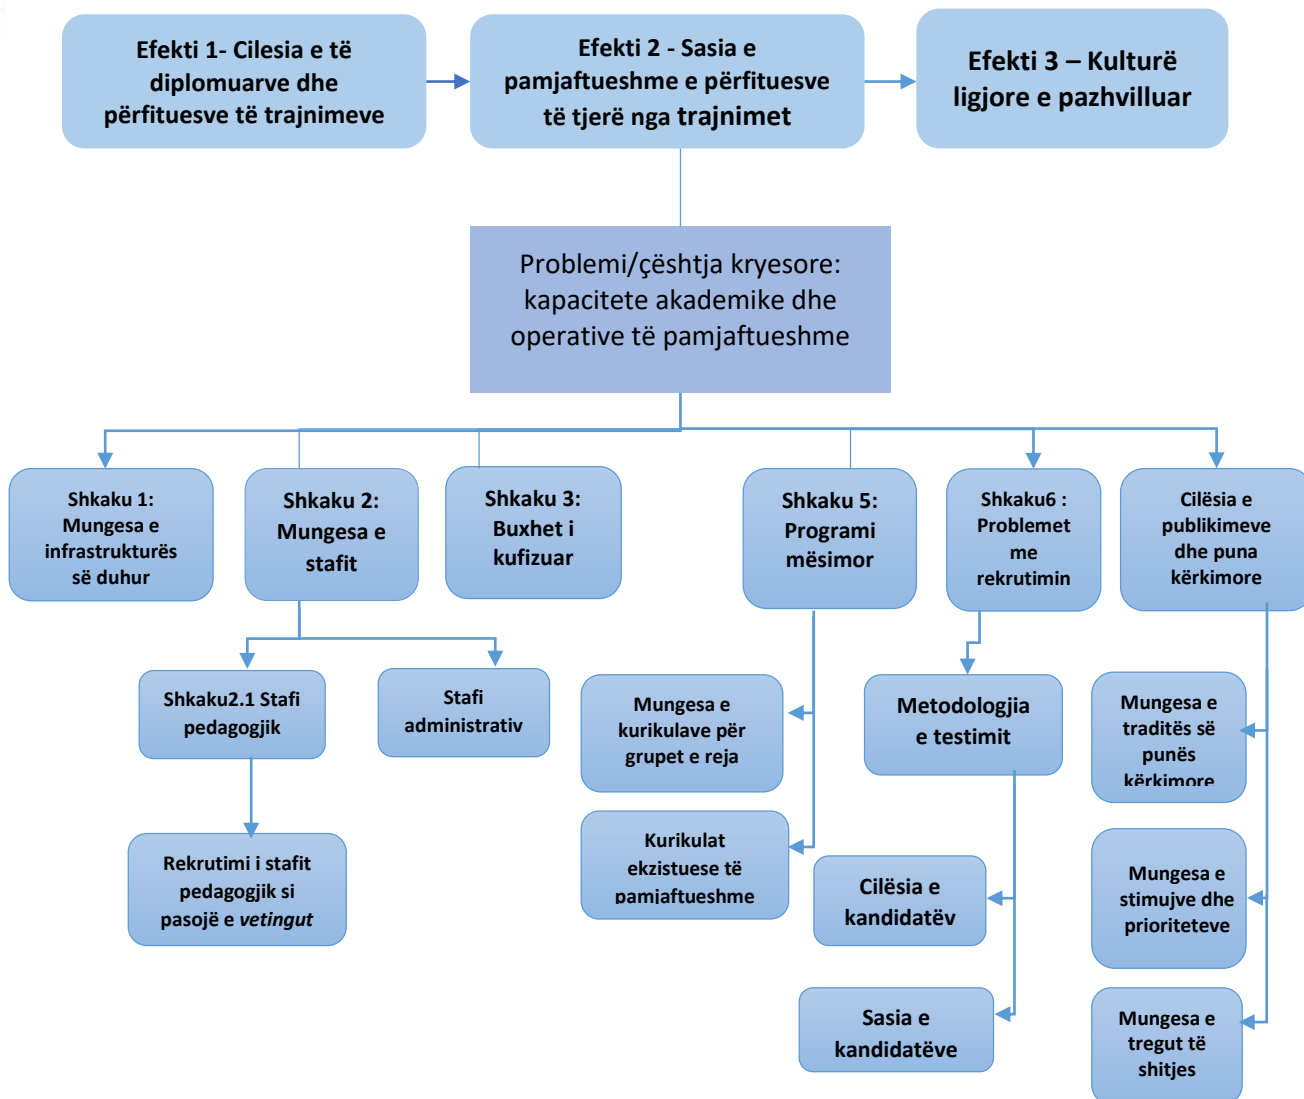 Efekti 1- Cilesia e të
diplomuarve dhe
përfituesve të trajnimeve
Efekti 2 - Sasia e
pamjaftueshme e përfituesve
të tjerë nga trajnimet
Efekti 3 – Kulturë
ligjore e pazhvilluar
Problemi/çështja kryesore:
kapacitete akademike dhe
operative të pamjaftueshme
Shkaku 1:
Mungesa e
infrastrukturës
së duhur
Shkaku 2:
Mungesa e
stafit
Shkaku 3:
Buxhet i
kufizuar
Shkaku 5:
Programi
mësimor
Shkaku6 :
Problemet
me
rekrutimin
Cilësia e
publikimeve
dhe puna
kërkimore
Shkaku2.1 Stafi
pedagogjik
Stafi
administrativ
Mungesa e
kurikulave për
grupet e reja
Metodologjia
e testimit
Mungesa e
traditës së
punës
kërkimore
Rekrutimi i stafit
pedagogjik si
pasojë e vetingut
Kurikulat
ekzistuese të
pamjaftueshme
Cilësia e
kandidatëv
Mungesa e
stimujve dhe
prioriteteve
Sasia e
kandidatëve
Mungesa e
tregut të
shitjes